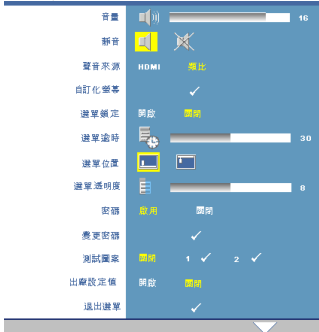 音量 16
靜音
聲音來源 HDMI 類比
自訂化螢幕
選單鎖定 開啟 關閉
選單逾時 30
選單位置
選單透明度 8
密碼 啟用 關閉
變更密碼
測試圖案 關閉 1 2
出廠設定值 開啟 關閉
退出選單